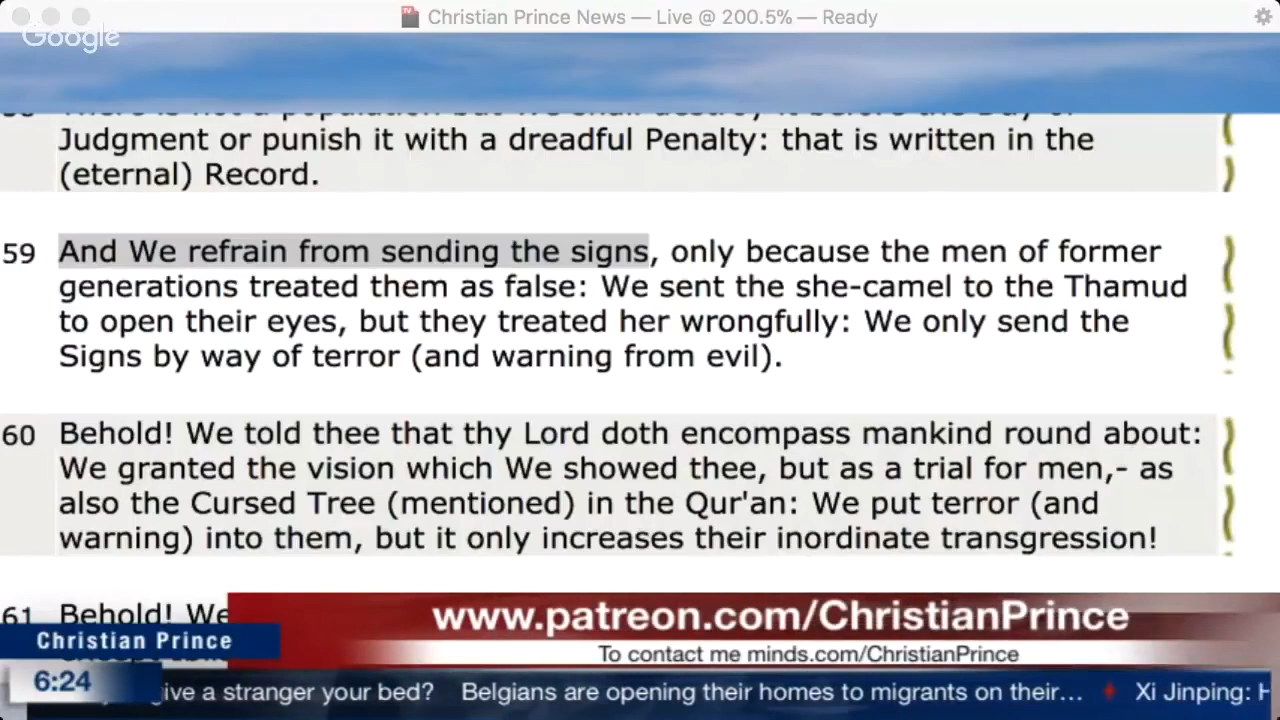 Christian Prince News — Live @ 200.5% — Ready
Google
Judgment or punish it with a dreadful Penalty: that is written in the
(eternal) Record.
59 And We refrain from sending the signs, only because the men of former
generations treated them as false: We sent the she-camel to the Thamud
to open their eyes, but they treated her wrongfully: We only send the
Signs by way of terror (and warning from evil).
60 Behold! We told thee that thy Lord doth encompass mankind round about:
We granted the vision which We showed thee, but as a trial for men,- as
also the Cursed Tree (mentioned) in the Qur'an: We put terror (and
warning) into them, but it only increases their inordinate transgression!
61 Behold! We
www.patreon.com/ChristianPrince
Christian Prince
To contact me minds.com/ChristianPrince
6:24
give a stranger your bed? Belgians are opening their homes to migrants on their... Xi Jinping: H